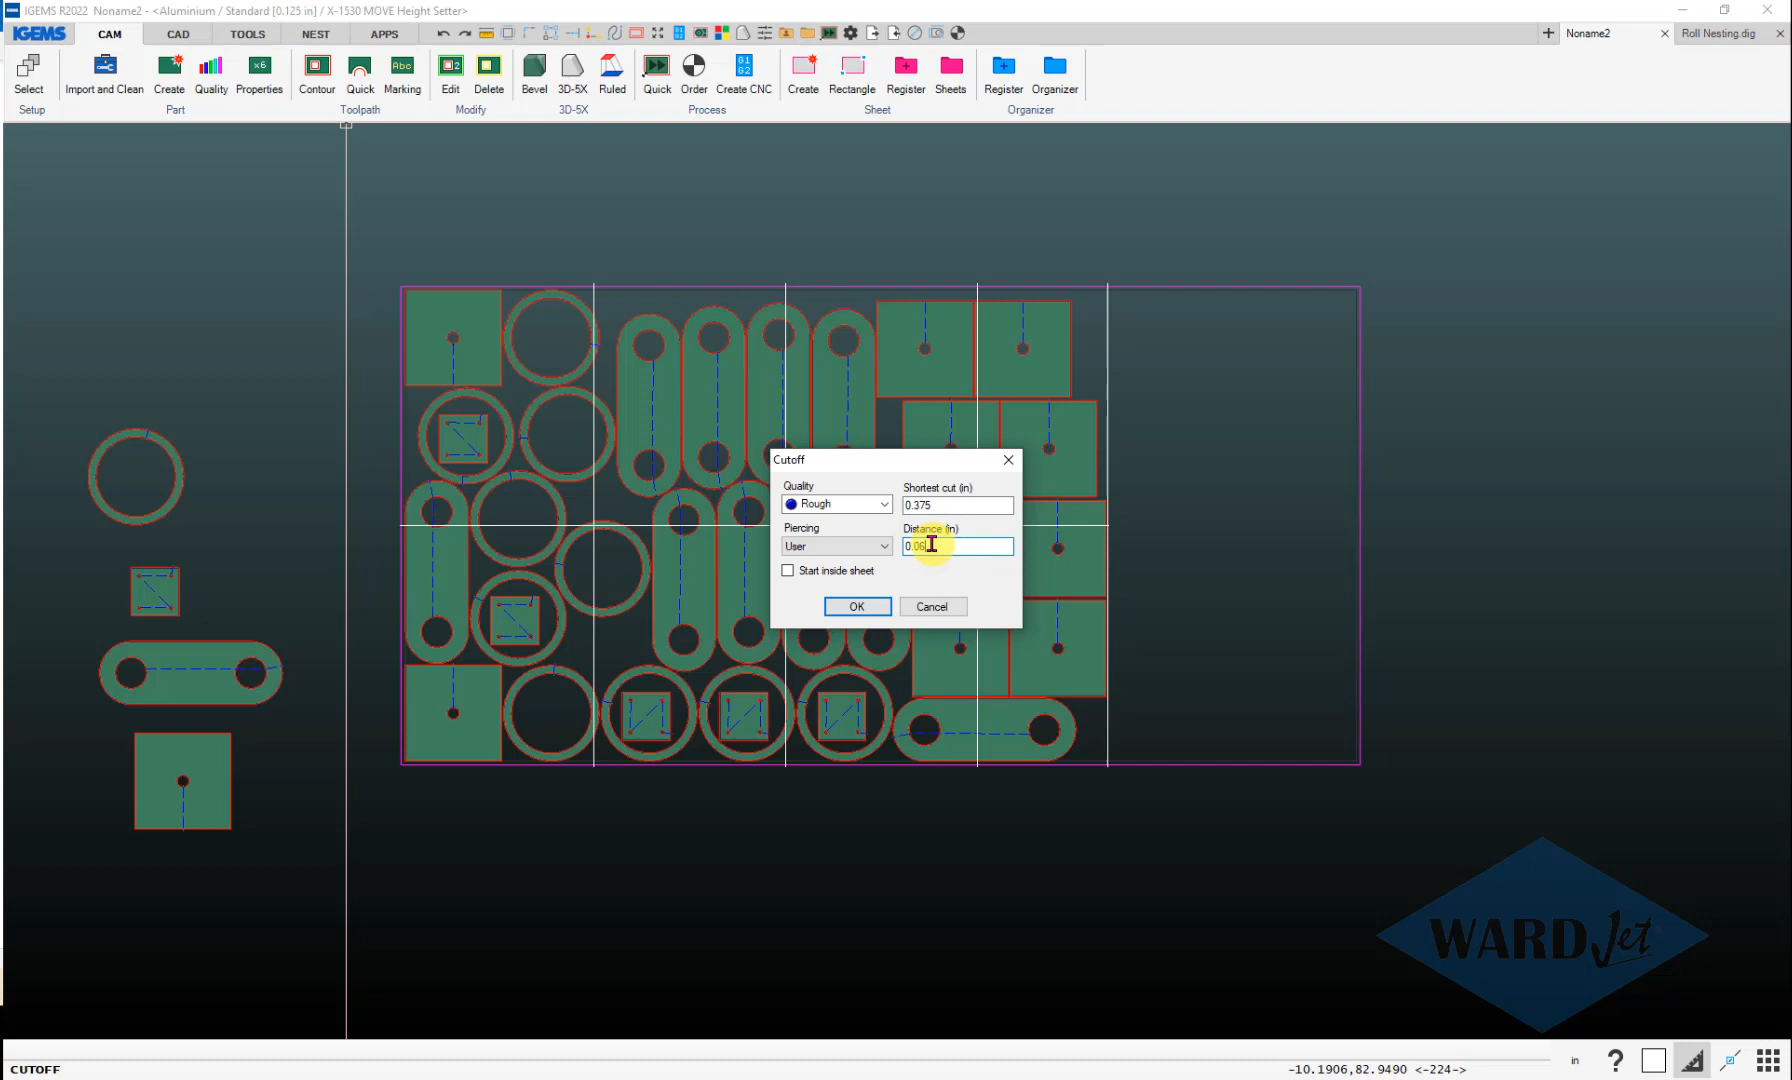 IGEMS R2022 Noname2 - <Aluminium / Standard [0.125 in] / X-1530 MOVE Height Setter>
IGEMS CAM CAD TOOLS NEST APPS
Noname2 Roll Nesting.dig
Select Import and Clean Create Quality Properties Contour Quick Marking Edit Delete Bevel 3D-5X Ruled Quick Order Create CNC Create Rectangle Register Sheets Register Organizer
Setup Part Toolpath Modify 3D-5X Process Sheet Organizer
Cutoff
Quality Shortest cut (in)
Rough 0.375
Piercing Distance (in)
User 0.06
Start inside sheet
OK Cancel
WARDJet
in
CUTOFF
-10.1906,82.9490 <-224->